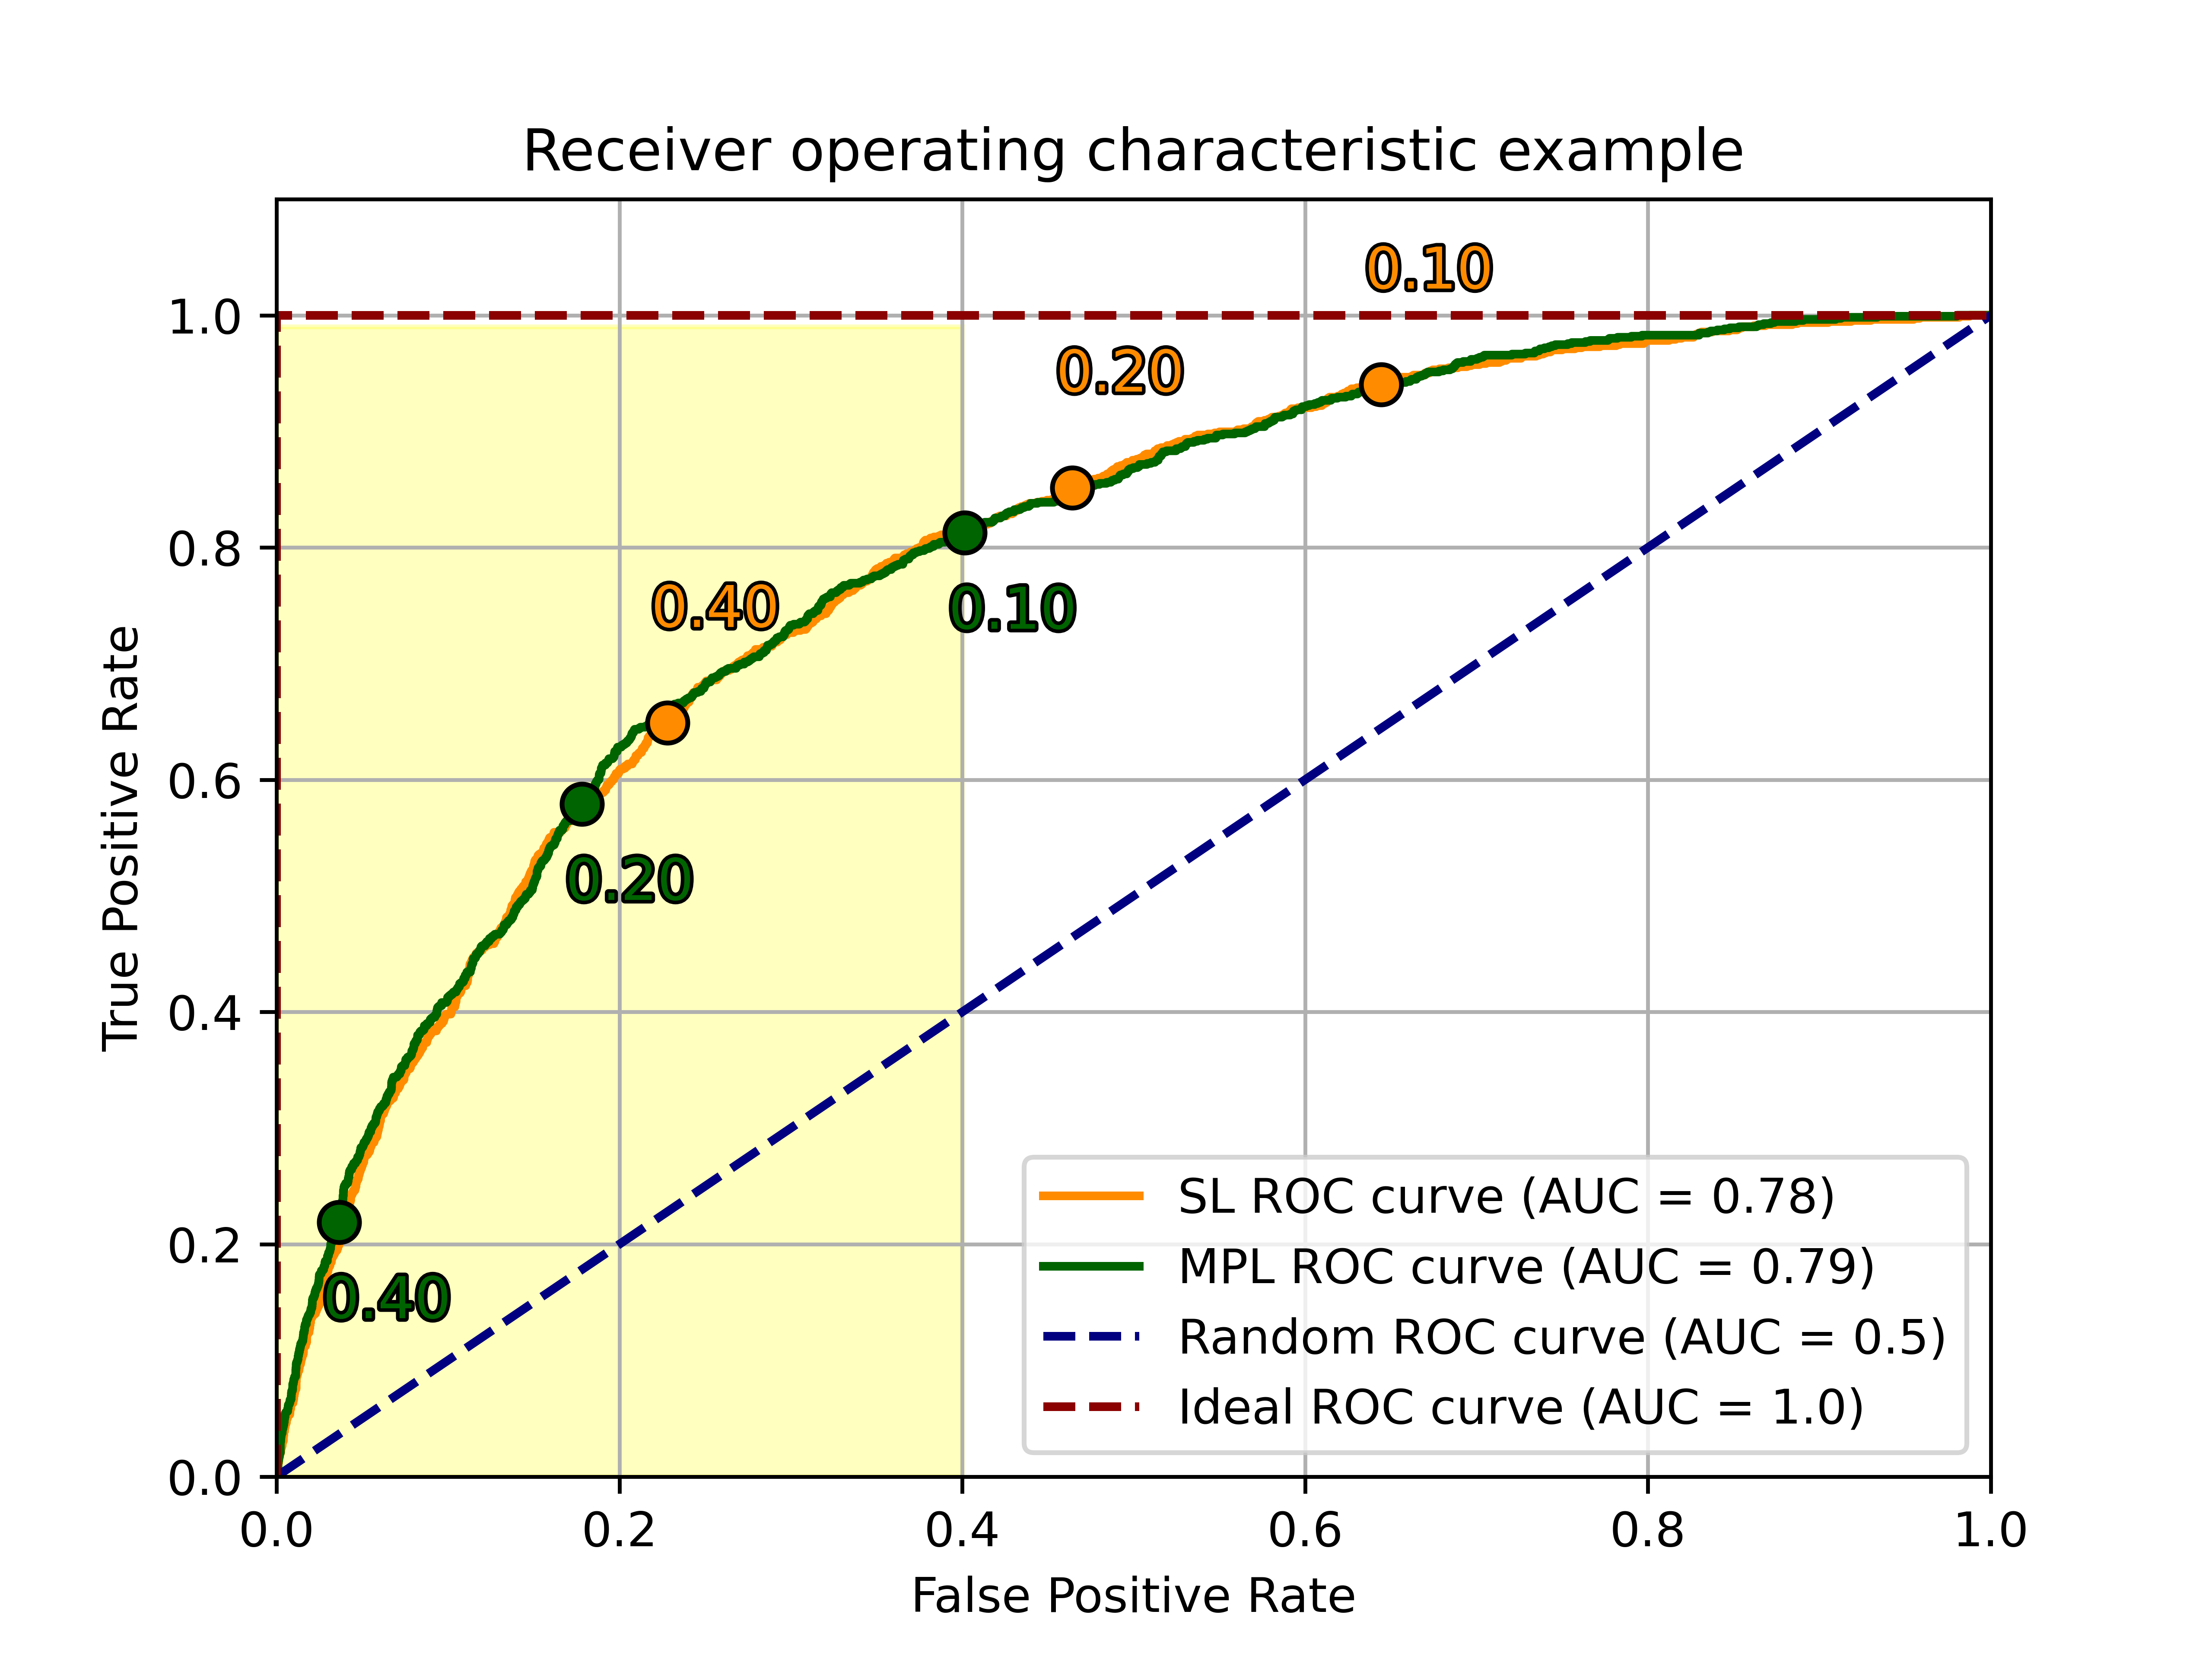 Receiver operating characteristic example
0.10
1.0
0.20
0.8
0.40
0.10
True Positive Rate
0.6
0.20
0.4
SL ROC curve (AUC = 0.78)
0.2
MPL ROC curve (AUC = 0.79)
0.40
Random ROC curve (AUC = 0.5)
Ideal ROC curve (AUC = 1.0)
0.0
0.0 0.2 0.4 0.6 0.8 1.0
False Positive Rate